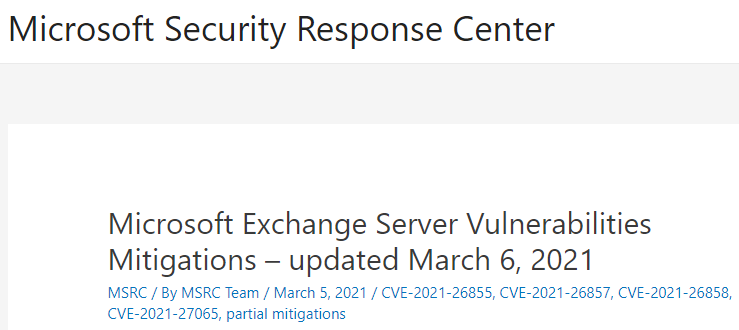 Microsoft Security Response Center
Microsoft Exchange Server Vulnerabilities
Mitigations – updated March 6, 2021
MSRC / By MSRC Team / March 5, 2021 / CVE-2021-26855, CVE-2021-26857, CVE-2021-26858,
CVE-2021-27065, partial mitigations